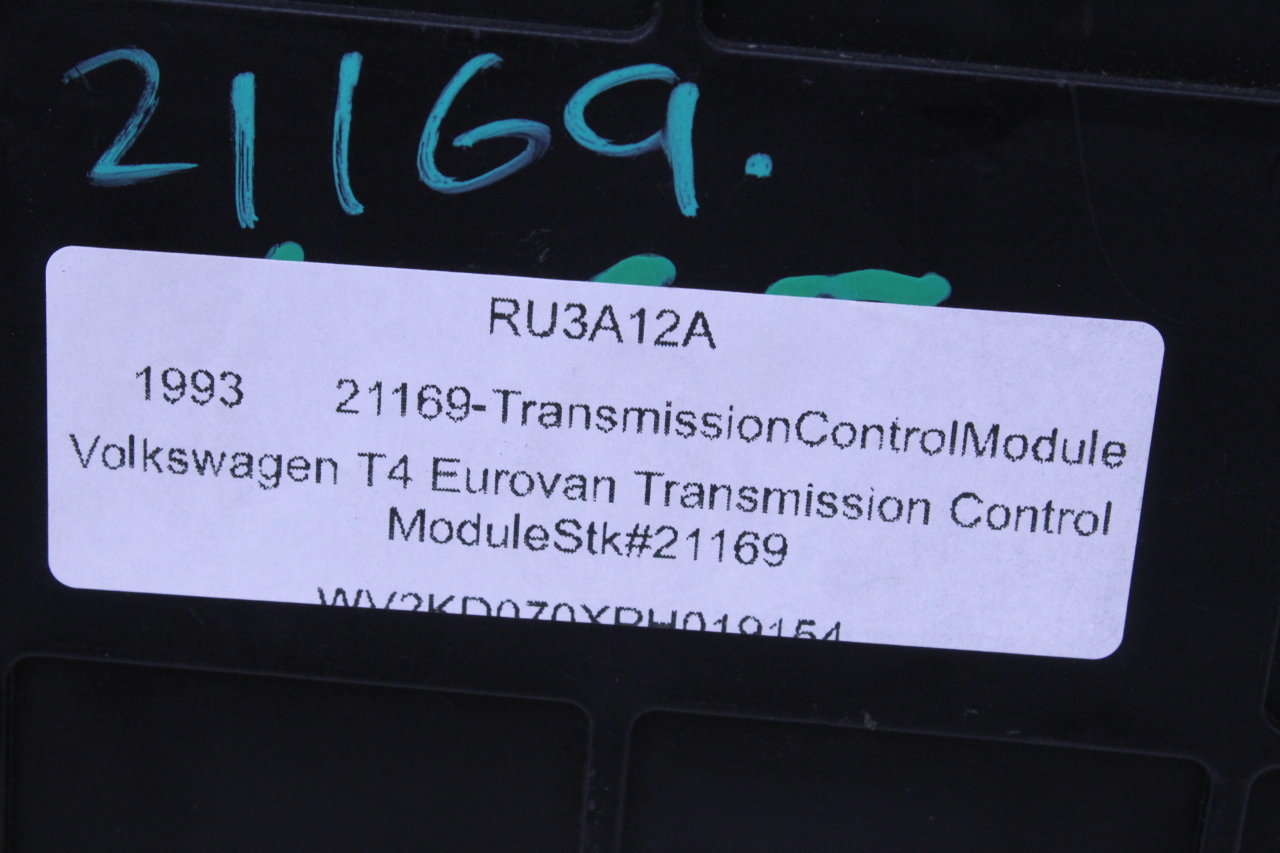 21169.
RU3A12A
1993 21169-TransmissionControlModule
Volkswagen T4 Eurovan Transmission Control
ModuleStk#21169